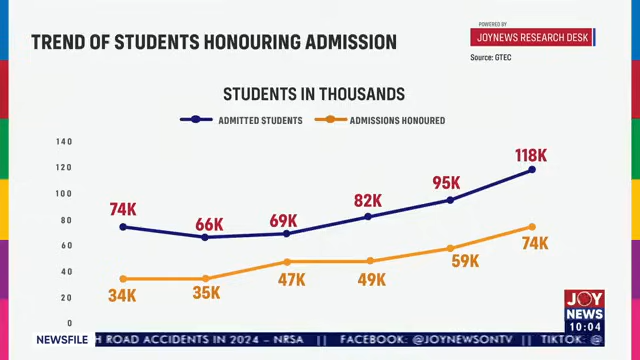 POWERED BY
TREND OF STUDENTS HONOURING ADMISSION
JOYNEWS RESEARCH DESK
Source: GTEC
STUDENTS IN THOUSANDS
ADMITTED STUDENTS
ADMISSIONS HONOURED
140
120
100
80
60
40
20
0
74K
66K
69K
82K
95K
118K
34K
35K
47K
49K
59K
74K
JOY
NEWS
10:04
NEWSFILE
H ROAD ACCIDENTS IN 2024 – NRSA || FACEBOOK: @JOYNEWSONTV || TIKTOK: @